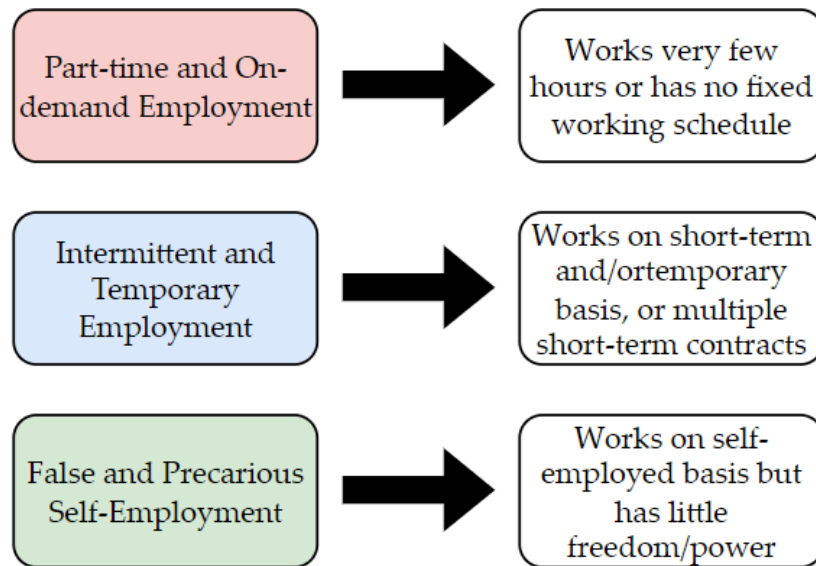 Part-time and On-
demand Employment
Works very few
hours or has no fixed
working schedule
Intermittent and
Temporary
Employment
Works on short-term
and/ortemporary
basis, or multiple
short-term contracts
False and Precarious
Self-Employment
Works on self-
employed basis but
has little
freedom/power